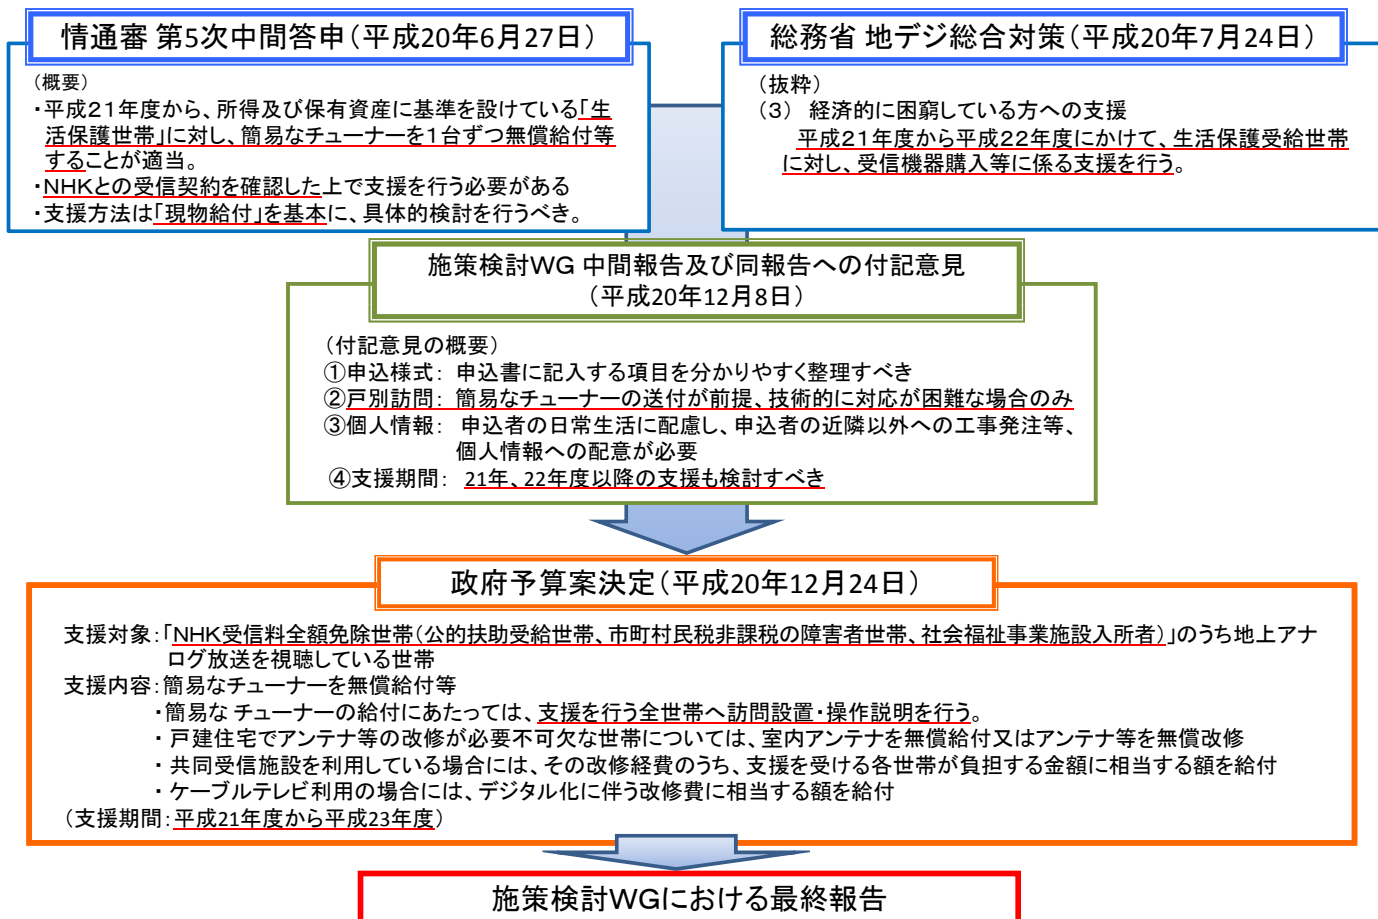 情通審 第5次中間答申（平成20年6月27日）
（概要）
・平成２１年度から、所得及び保有資産に基準を設けている「生
活保護世帯」に対し、簡易なチューナーを１台ずつ無償給付等
することが適当。
・ＮＨＫとの受信契約を確認した上で支援を行う必要がある
・支援方法は「現物給付」を基本に、具体的検討を行うべき。
総務省 地デジ総合対策（平成20年7月24日）
（抜粋）
（３） 経済的に困窮している方への支援
平成２１年度から平成２２年度にかけて、生活保護受給世帯
に対し、受信機器購入等に係る支援を行う。
施策検討ＷＧ 中間報告及び同報告への付記意見
（平成20年12月8日）
（付記意見の概要）
①申込様式： 申込書に記入する項目を分かりやすく整理すべき
②戸別訪問： 簡易なチューナーの送付が前提、技術的に対応が困難な場合のみ
③個人情報： 申込者の日常生活に配慮し、申込者の近隣以外への工事発注等、
個人情報への配意が必要
④支援期間： 21年、22年度以降の支援も検討すべき
政府予算案決定（平成20年12月24日）
支援対象：「ＮＨＫ受信料全額免除世帯（公的扶助受給世帯、市町村民税非課税の障害者世帯、社会福祉事業施設入所者）」のうち地上アナ
ログ放送を視聴している世帯
支援内容：簡易なチューナーを無償給付等
・簡易な チューナーの給付にあたっては、支援を行う全世帯へ訪問設置・操作説明を行う。
・ 戸建住宅でアンテナ等の改修が必要不可欠な世帯については、室内アンテナを無償給付又はアンテナ等を無償改修
・ 共同受信施設を利用している場合には、その改修経費のうち、支援を受ける各世帯が負担する金額に相当する額を給付
・ ケーブルテレビ利用の場合には、デジタル化に伴う改修費に相当する額を給付
（支援期間：平成21年度から平成23年度）
施策検討ＷＧにおける最終報告